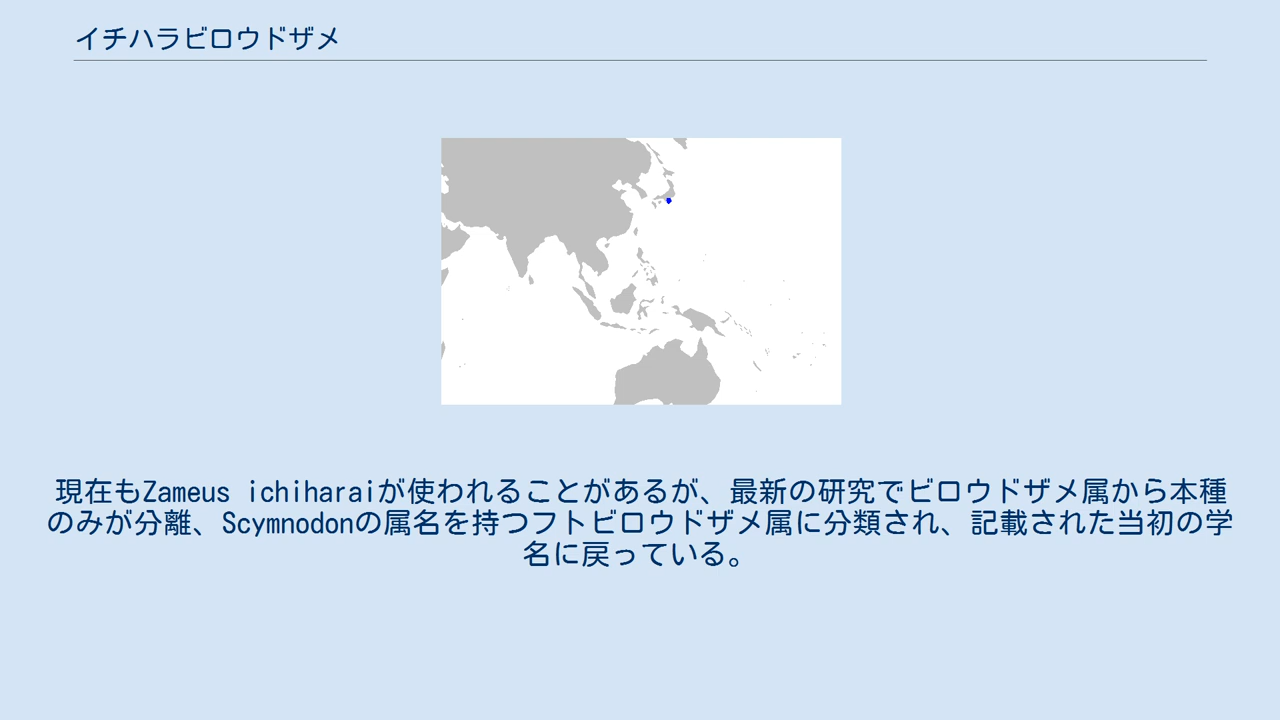 イチハラビロウドザメ
現在もZameus ichiharaiが使われることがあるが、最新の研究でビロウドザメ属から本種
のみが分離、Scymnodonの属名を持つフトビロウドザメ属に分類され、記載された当初の学
名に戻っている。